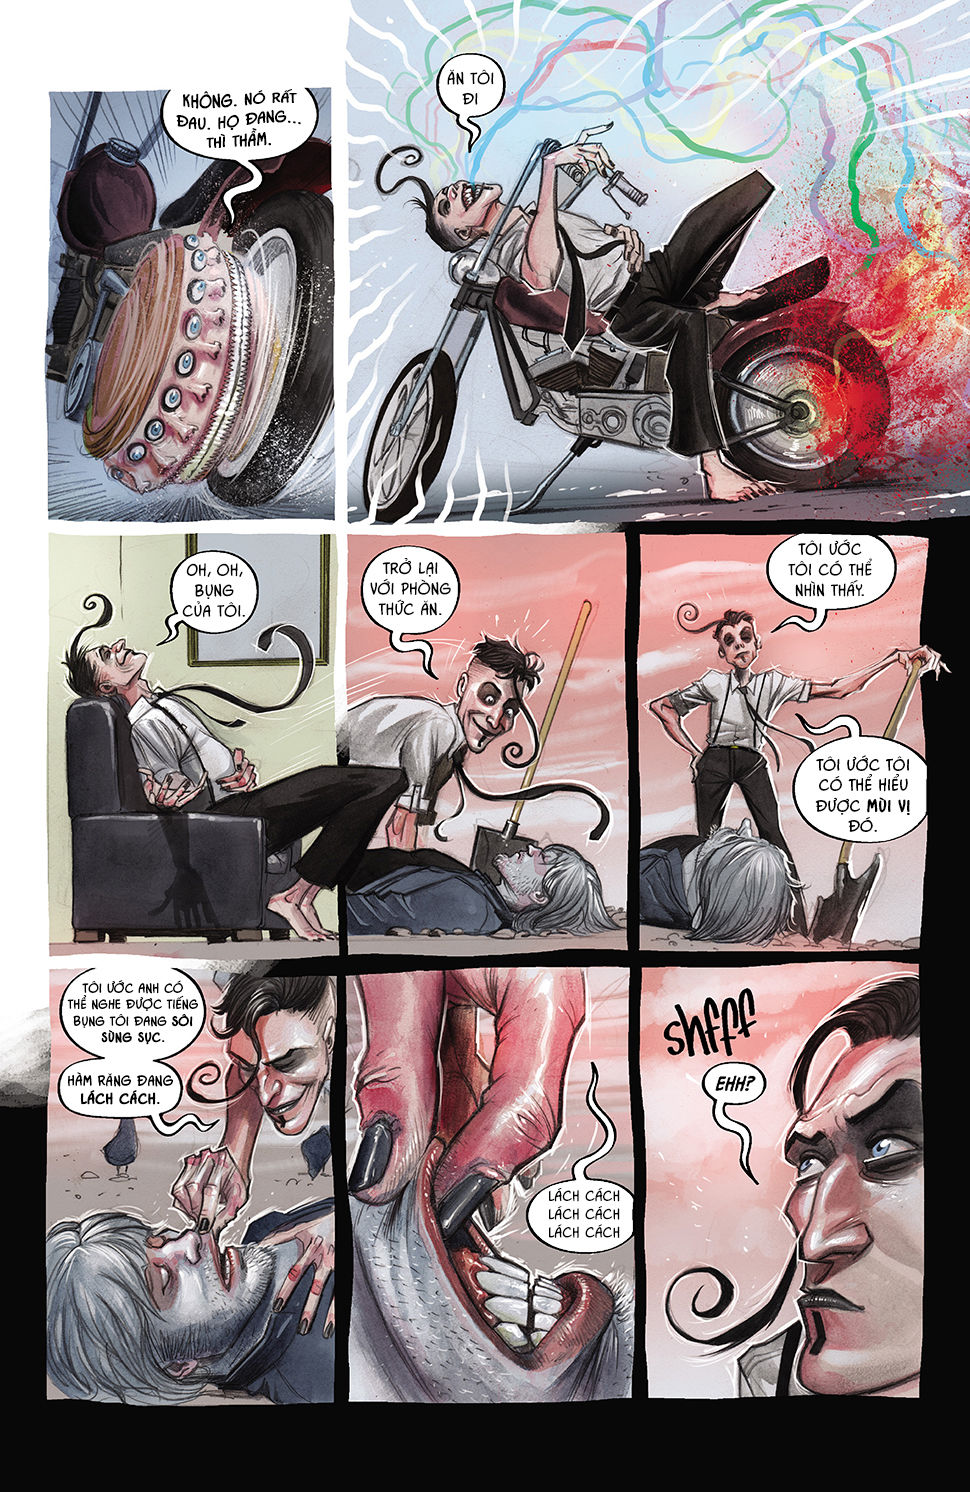 KHÔNG. NÓ RẤT
ĐAU. HỌ ĐANG...
THÌ THẦM.
ĂN TÔI
ĐI
OH, OH,
BỤNG
CỦA TÔI.
TRỞ LẠI
VỚI PHÒNG
THỨC ĂN.
TÔI ƯỚC
TÔI CÓ THỂ
NHÌN THẤY.
TÔI ƯỚC TÔI
CÓ THỂ HIỂU
ĐƯỢC MÙI VỊ
ĐÓ.
TÔI ƯỚC ANH CÓ
THỂ NGHE ĐƯỢC TIẾNG
BỤNG TÔI ĐANG SÔI
SÙNG SỤC.
HÀM RĂNG ĐANG
LÁCH CÁCH.
LÁCH CÁCH
LÁCH CÁCH
LÁCH CÁCH
shfff
EHH?